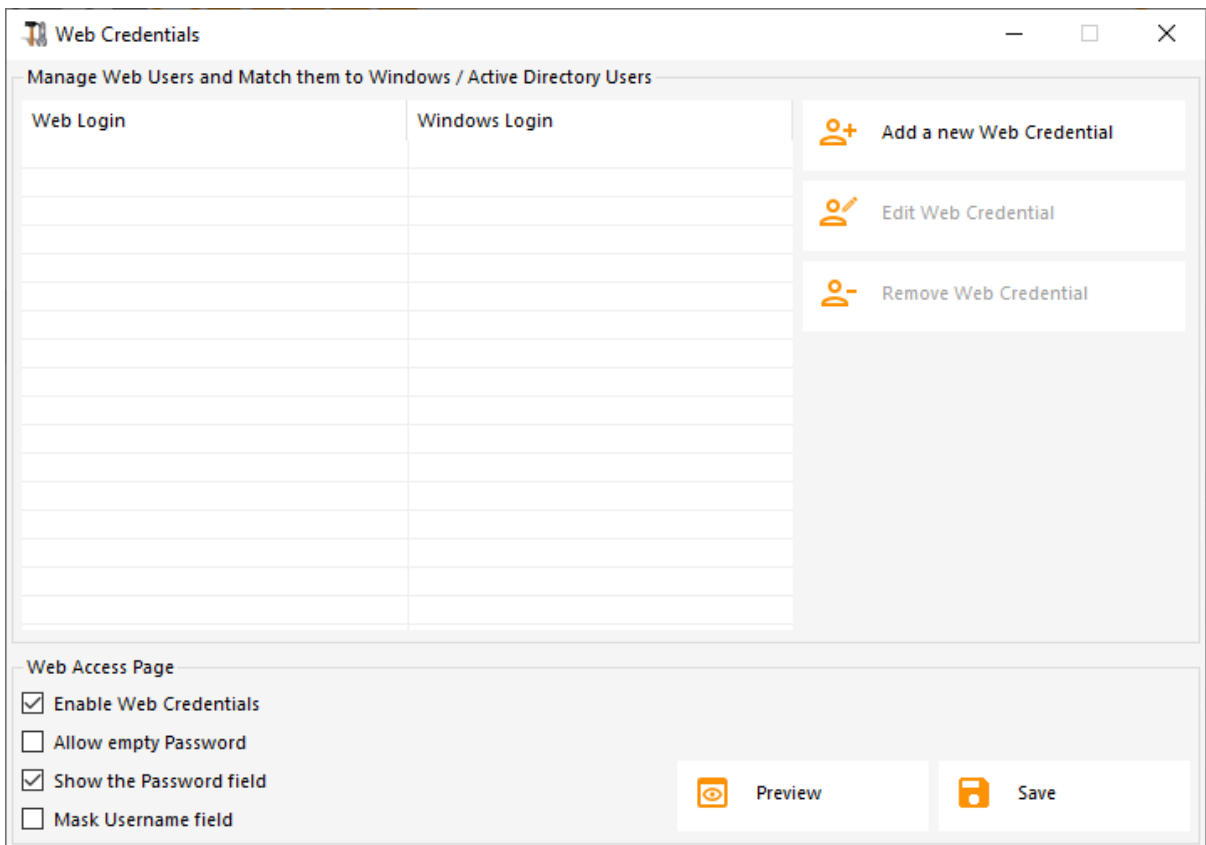 Web Credentials
Manage Web Users and Match them to Windows / Active Directory Users
Web Login Windows Login
Add a new Web Credential
Edit Web Credential
Remove Web Credential
Web Access Page
Enable Web Credentials
Allow empty Password
Show the Password field
Mask Username field
Preview
Save